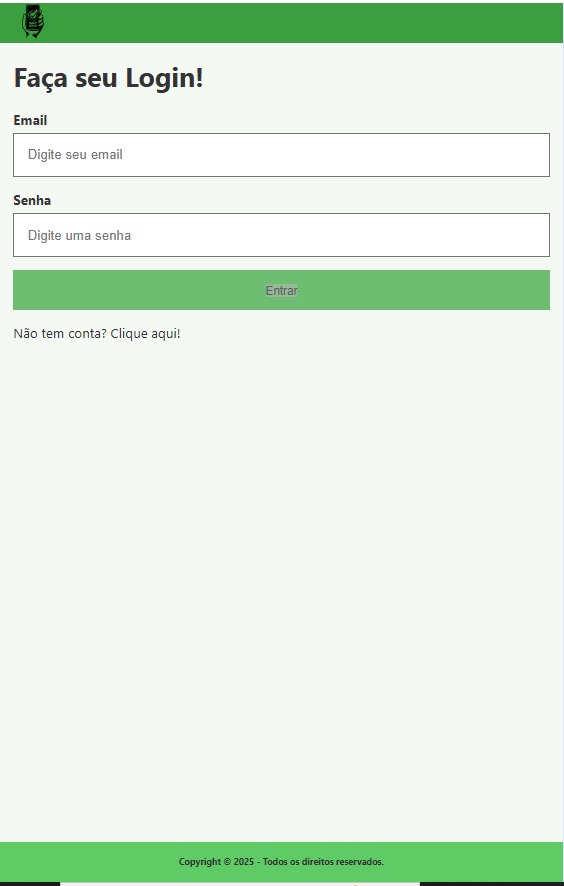 Faça seu Login!
Email
Digite seu email
Senha
Digite uma senha
Entrar
Não tem conta? Clique aqui!
Copyright © 2025 - Todos os direitos reservados.